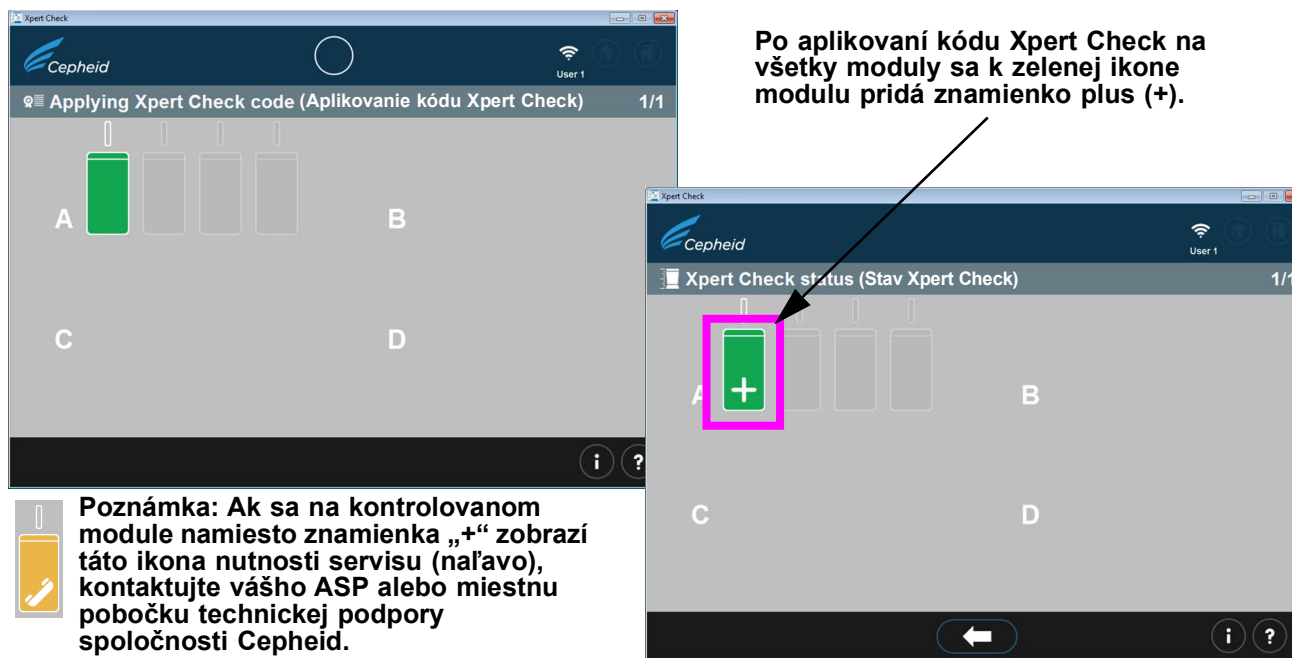 Xpert Check
Cepheid
User 1
Applying Xpert Check code (Aplikovanie kódu Xpert Check) 1/1
A B
C D
i ?
Po aplikovaní kódu Xpert Check na
všetky moduly sa k zelenej ikone
modulu pridá znamienko plus (+).
Xpert Check
Cepheid
User 1
Xpert Check status (Stav Xpert Check) 1/1
A + B
C D
i ?
Poznámka: Ak sa na kontrolovanom
module namiesto znamienka „+“ zobrazí
táto ikona nutnosti servisu (naľavo),
kontaktujte vášho ASP alebo miestnu
pobočku technickej podpory
spoločnosti Cepheid.